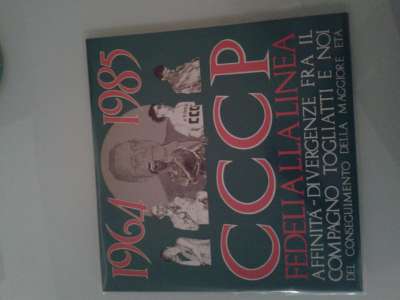 1964 1985
CCCP
FEDELI ALLA LINEA
AFFINITÀ-DIVERGENZE FRA IL
COMPAGNO TOGLIATTI E NOI
DEL CONSEGUIMENTO DELLA MAGGIORE ETÀ